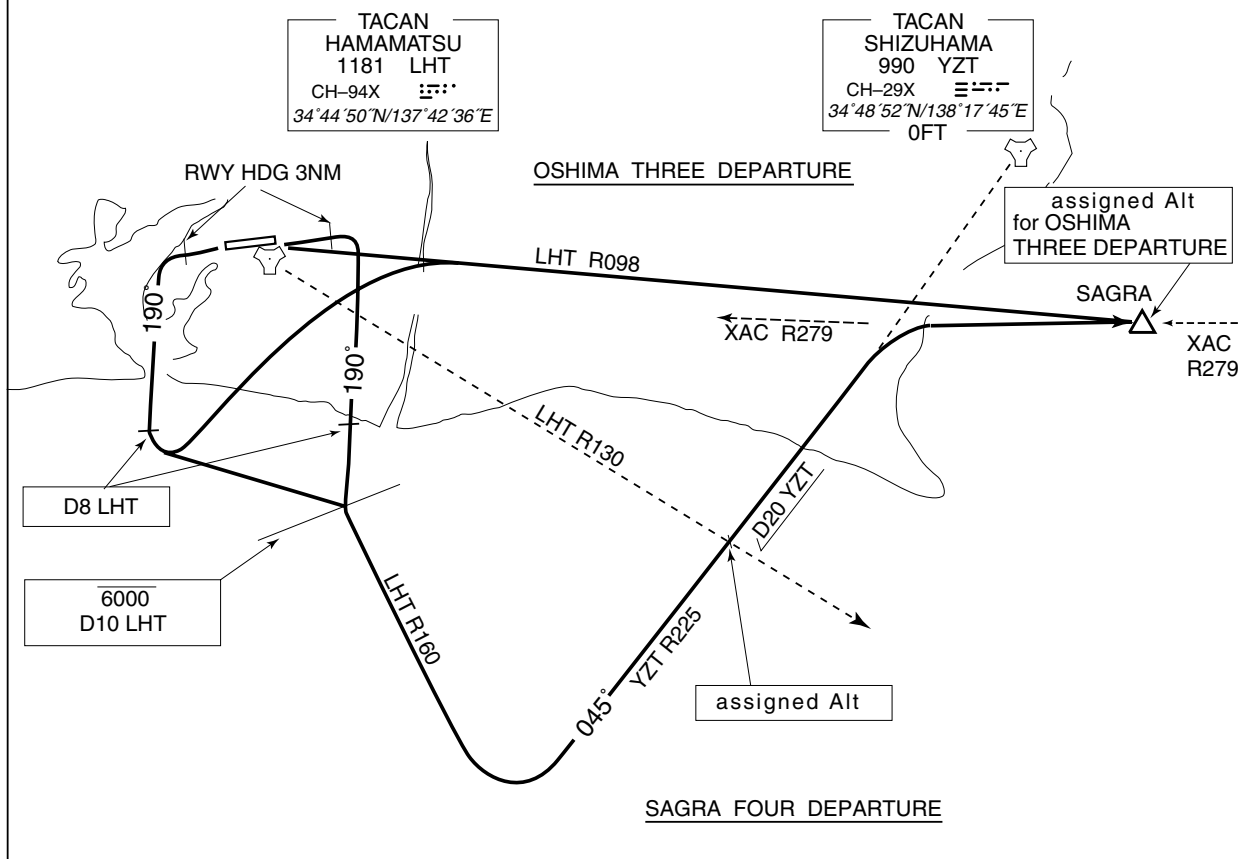 TACAN
HAMAMATSU
1181 LHT
CH–94X
34°44´50˝N/137°42´36˝E
TACAN
SHIZUHAMA
990 YZT
CH–29X
34°48´52˝N/138°17´45˝E
0FT
RWY HDG 3NM
OSHIMA THREE DEPARTURE
assigned Alt
for OSHIMA
THREE DEPARTURE
LHT R098
SAGRA
XAC R279
XAC
R279
190°
190°
LHT R130
D8 LHT
D20 YZT
6000
D10 LHT
LHT R160
YZT R225
045°
assigned Alt
SAGRA FOUR DEPARTURE